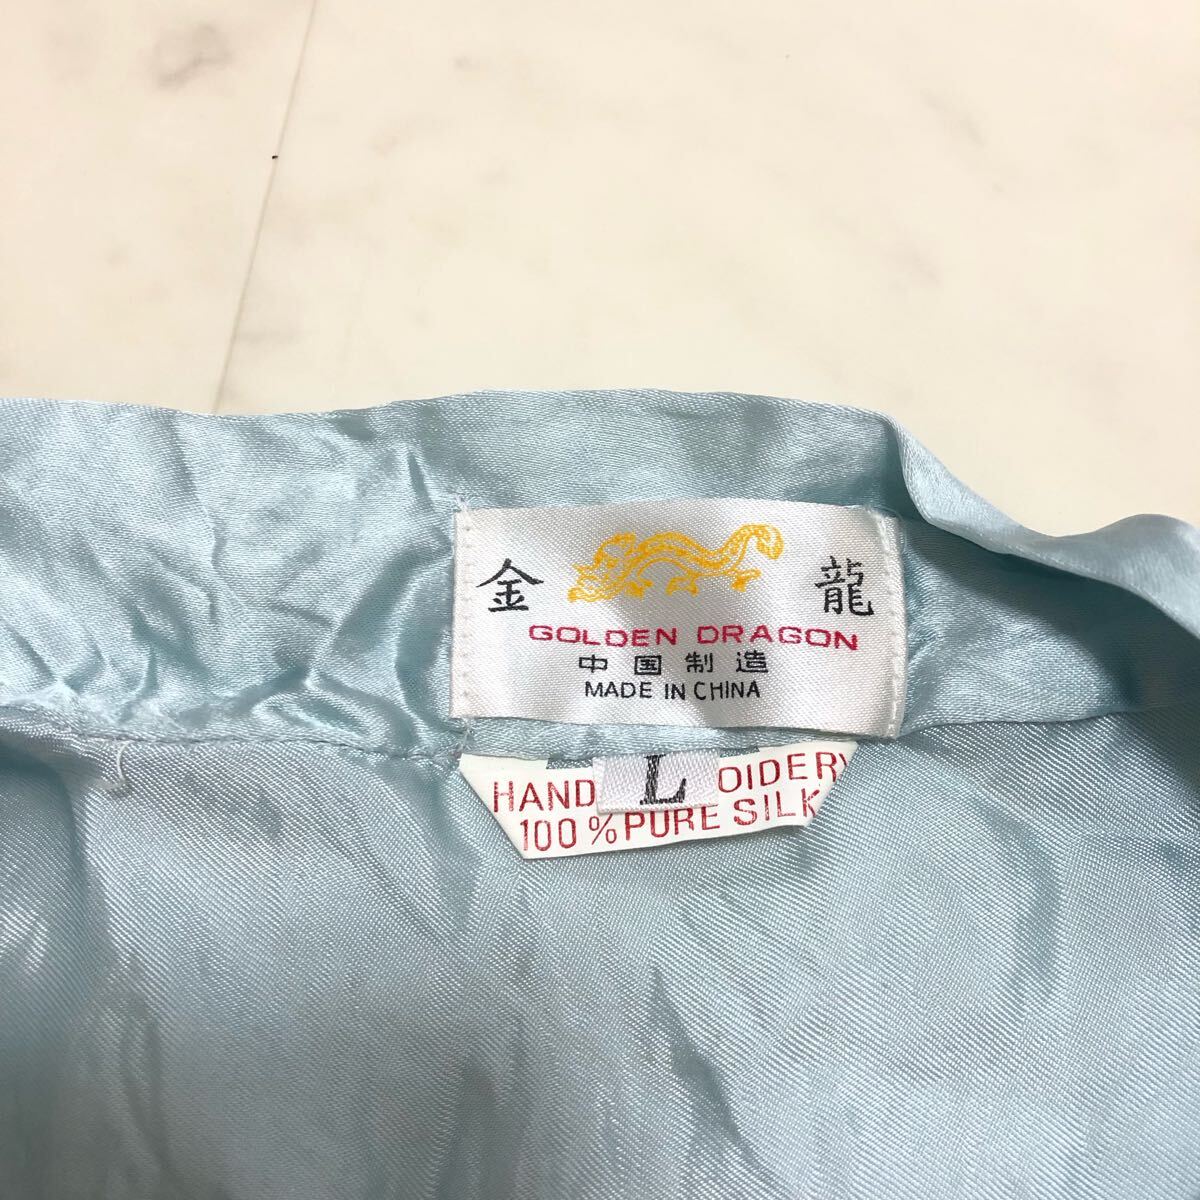 金 龍
GOLDEN DRAGON
中国制造
MADE IN CHINA
L
HAND OIDERY
100% PURE SILK